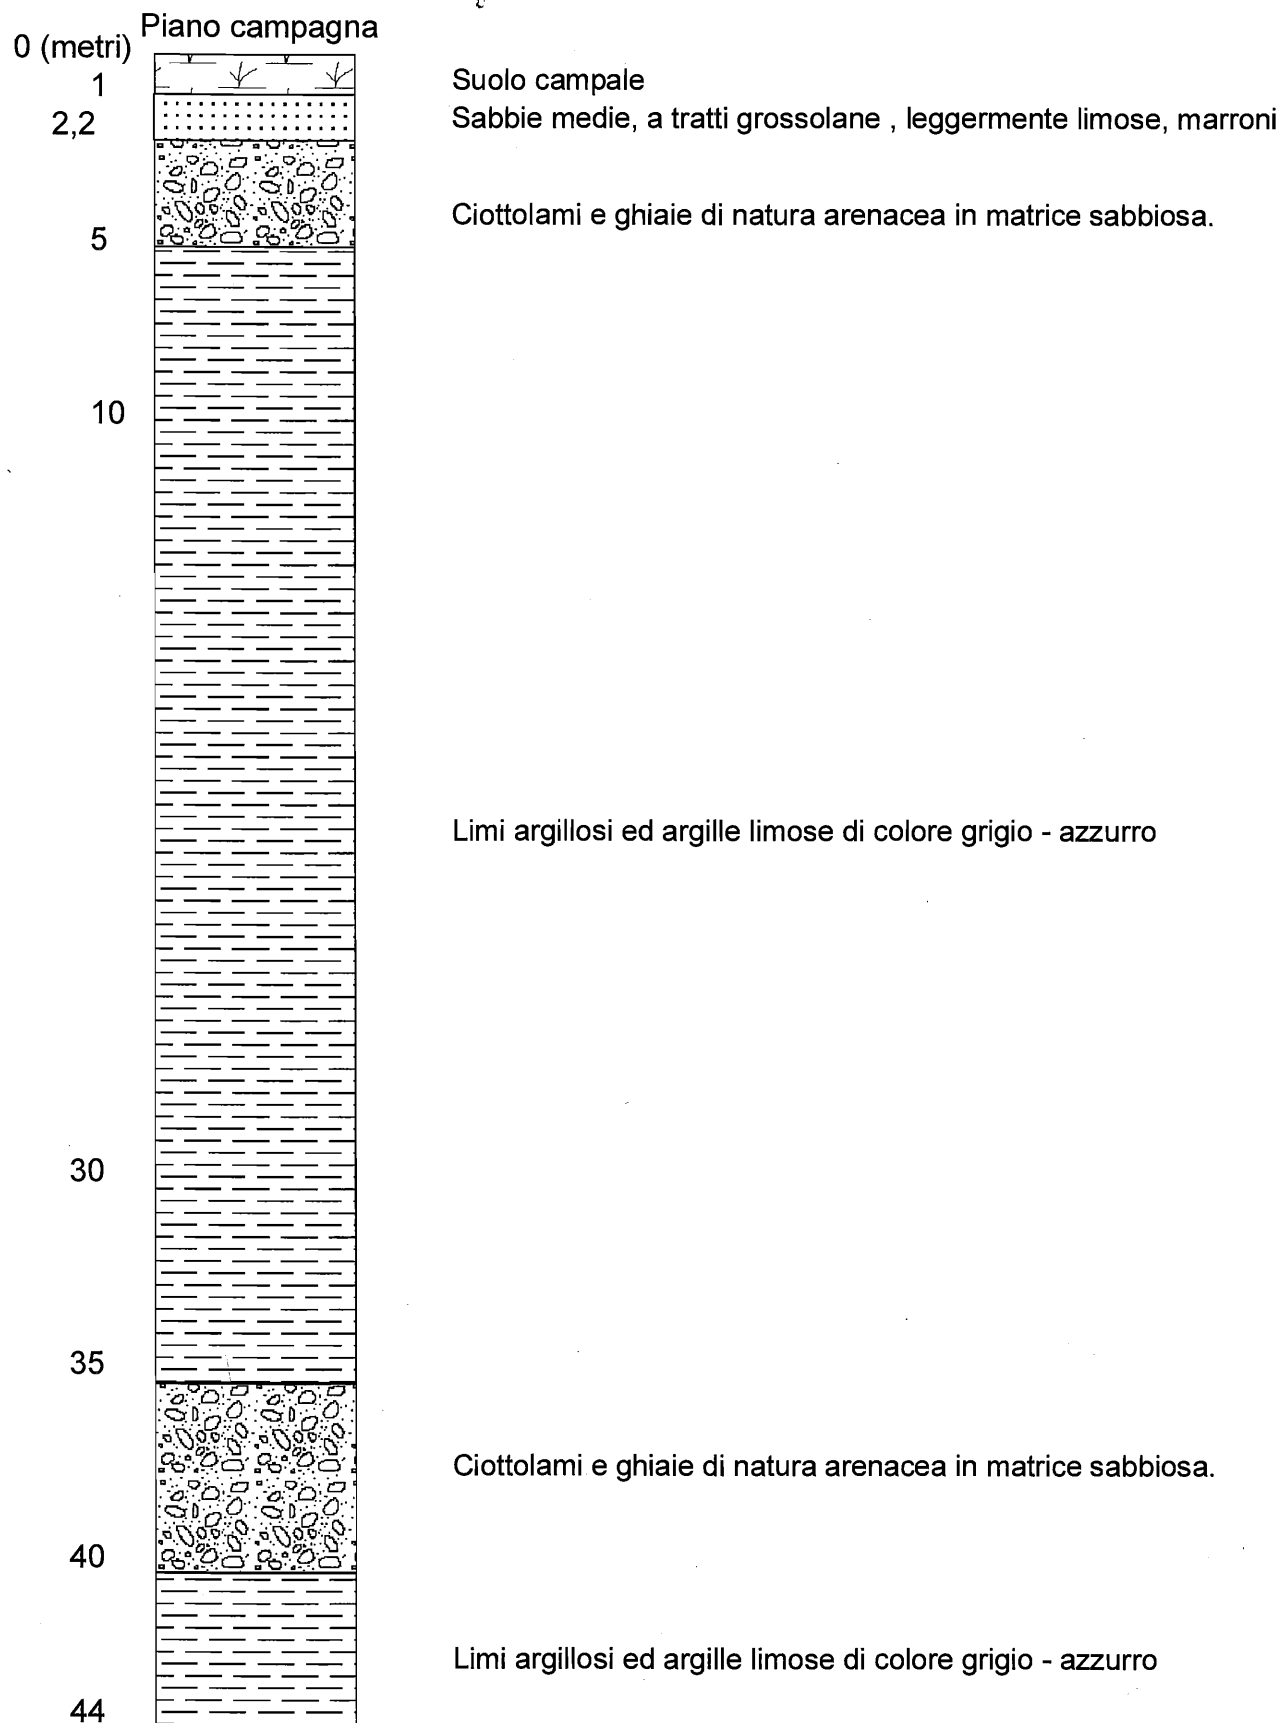 Piano campagna
0 (metri)
1 Suolo campale
2,2 Sabbie medie, a tratti grossolane , leggermente limose, marroni
Ciottolami e ghiaie di natura arenacea in matrice sabbiosa.
5
10
Limi argillosi ed argille limose di colore grigio - azzurro
30
35
Ciottolami e ghiaie di natura arenacea in matrice sabbiosa.
40
Limi argillosi ed argille limose di colore grigio - azzurro
44